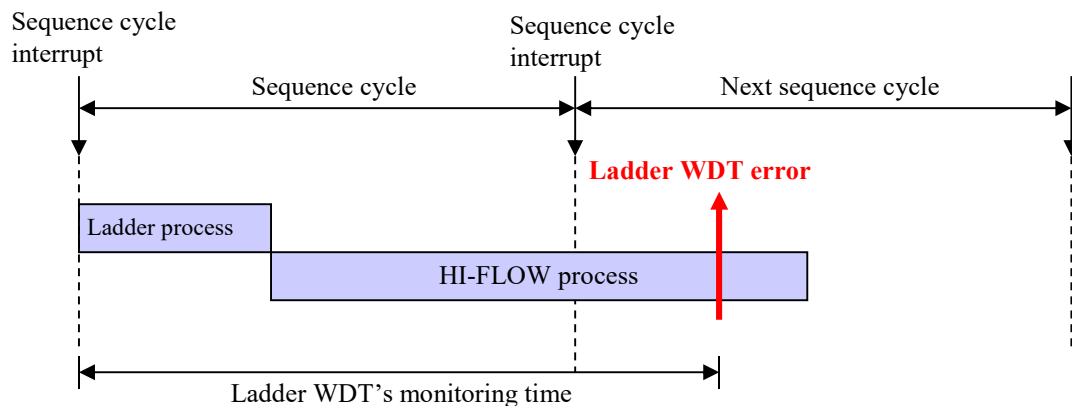 Sequence cycle
interrupt
Sequence cycle
interrupt
Sequence cycle
Next sequence cycle
Ladder WDT error
Ladder process
HI-FLOW process
Ladder WDT’s monitoring time